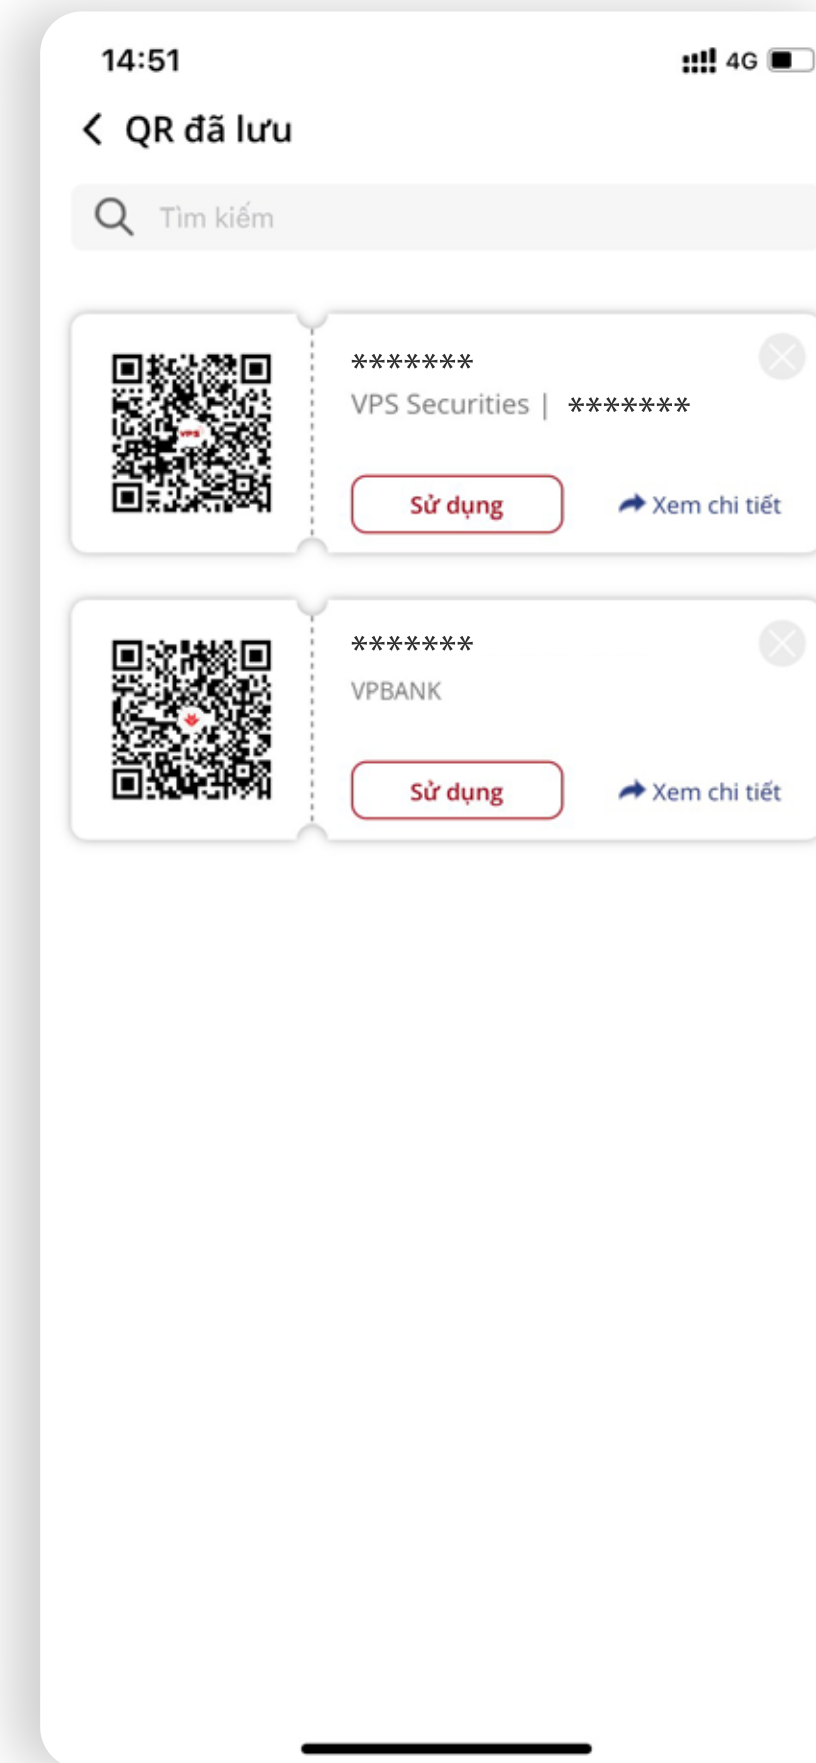 14:51 4G
QR đã lưu
Tìm kiếm
*******
VPS Securities | *******
VPS
Sử dụng Xem chi tiết
*******
VPBANK
Sử dụng Xem chi tiết